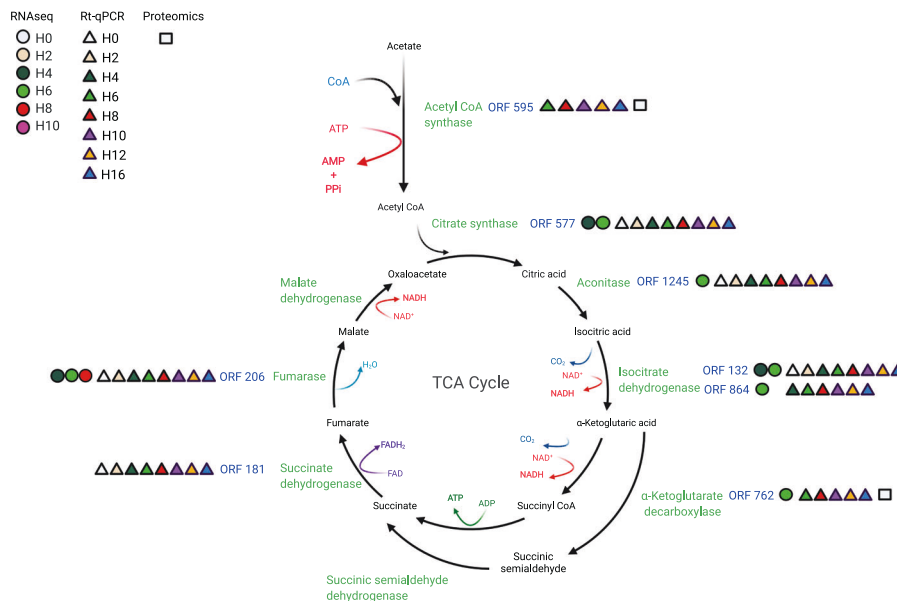 RNAseq
Rt-qPCR
Proteomics
H0
H2
H4
H6
H8
H10
H0
H2
H4
H6
H8
H10
H12
H16
Acetate
CoA
Acetyl CoA
synthase
ORF 595
ATP
AMP
+
PPi
Acetyl CoA
Citrate synthase
ORF 577
Oxaloacetate
Citric acid
Malate
dehydrogenase
NADH
NAD⁺
Aconitase
ORF 1245
Malate
Isocitric acid
CO₂
H₂O
NAD⁺
NADH
TCA Cycle
Isocitrate
dehydrogenase
ORF 132
ORF 864
ORF 206
Fumarase
Fumarate
α-Ketoglutaric acid
CO₂
NAD⁺
NADH
FADH₂
FAD
ORF 181
Succinate
dehydrogenase
ATP
ADP
Succinate
Succinyl CoA
α-Ketoglutarate
decarboxylase
ORF 762
Succinic
semialdehyde
Succinic semialdehyde
dehydrogenase